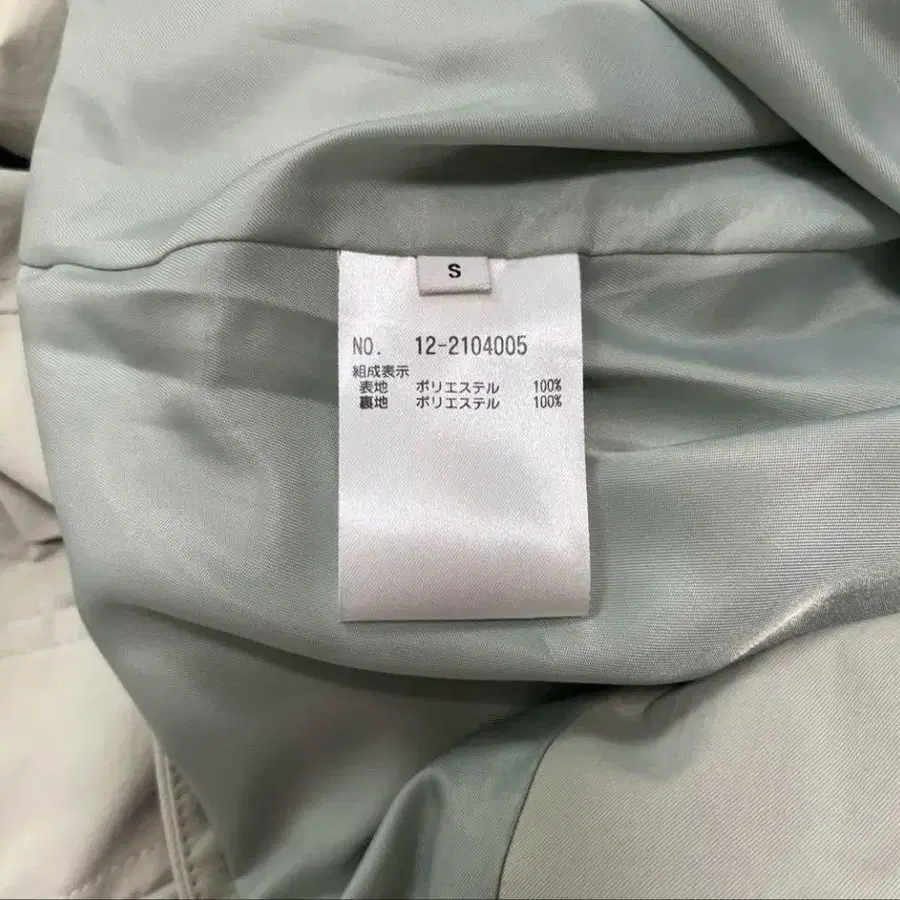 S
NO. 12-2104005
組成表示
表地 ポリエステル 100%
裏地 ポリエステル 100%